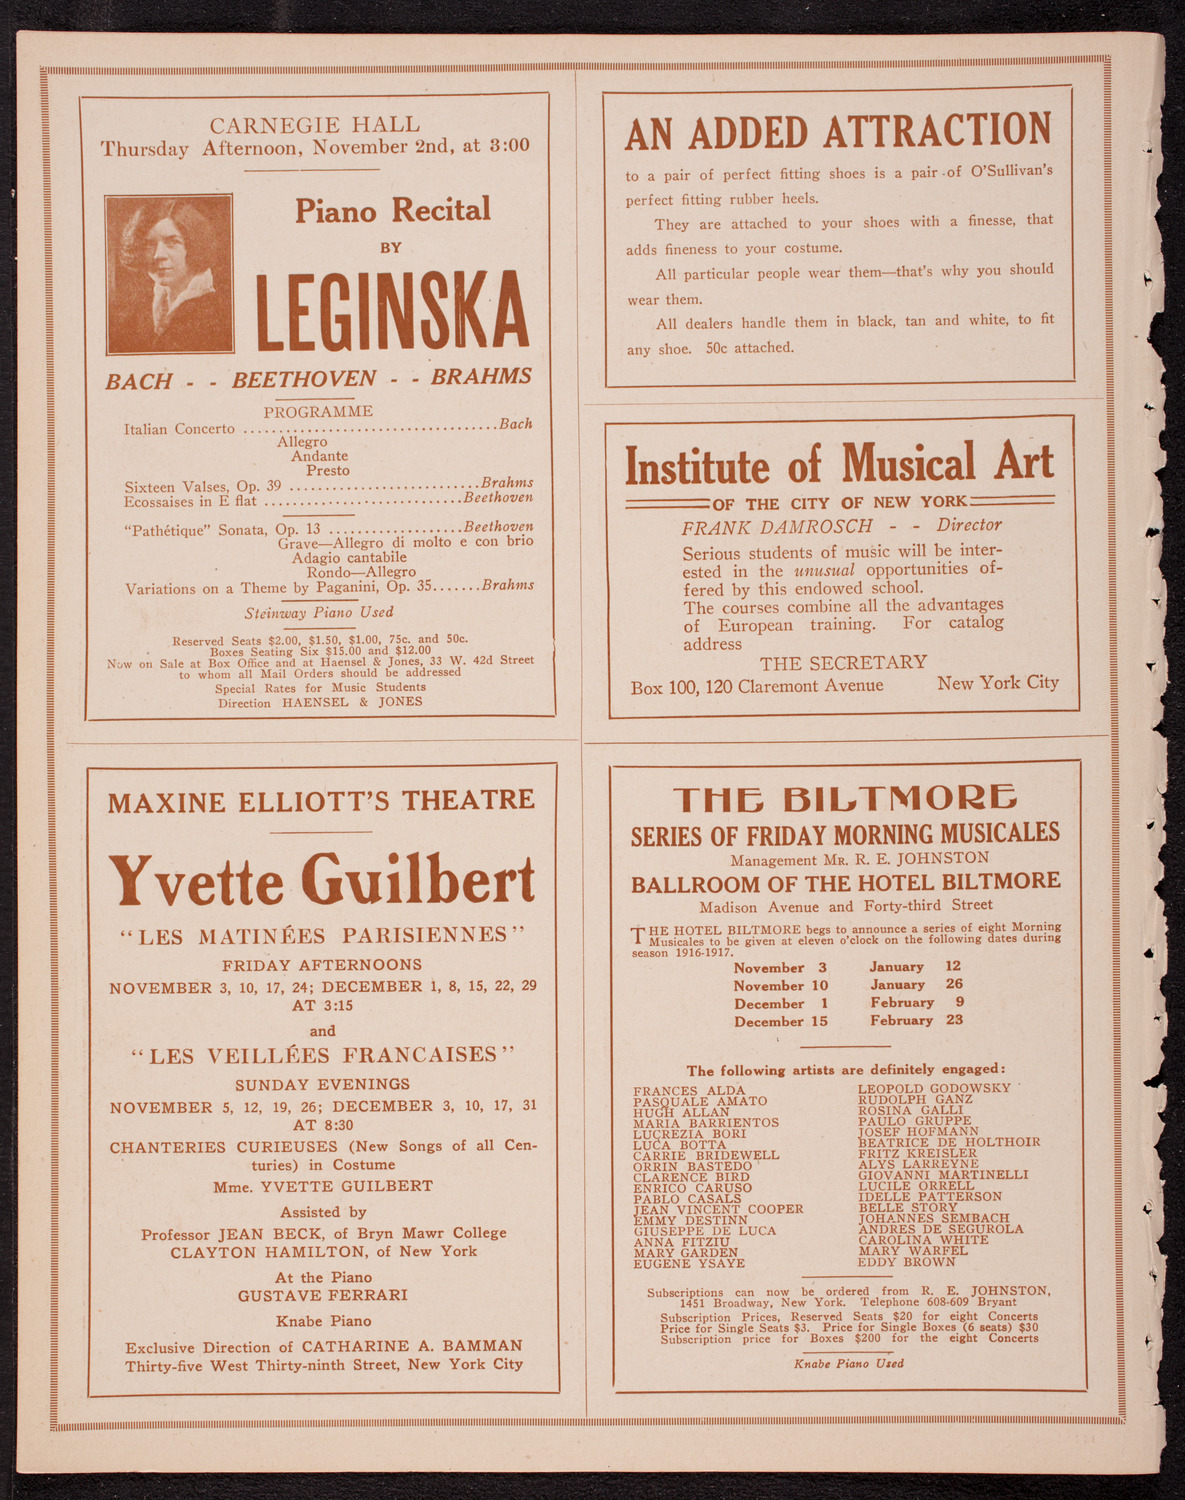 CARNEGIE HALL
Thursday Afternoon, November 2nd, at 3:00
Piano Recital
BY
LEGINSKA
BACH - - BEETHOVEN - - BRAHMS
PROGRAMME
Italian Concerto ..................................Bach
Allegro
Andante
Presto
Sixteen Valses, Op. 39 ..........................Brahms
Ecossaises in E flat ...........................Beethoven
"Pathétique" Sonata, Op. 13 ...................Beethoven
Grave—Allegro di molto e con brio
Adagio cantabile
Rondo—Allegro
Variations on a Theme by Paganini, Op. 35.......Brahms
Steinway Piano Used
Reserved Seats $2.00, $1.50, $1.00, 75c. and 50c.
Boxes Seating Six $15.00 and $12.00
Now on Sale at Box Office and at Haensel & Jones, 33 W. 42d Street
to whom all Mail Orders should be addressed
Special Rates for Music Students
Direction HAENSEL & JONES
AN ADDED ATTRACTION
to a pair of perfect fitting shoes is a pair of O'Sullivan's
perfect fitting rubber heels.
They are attached to your shoes with a finesse, that
adds fineness to your costume.
All particular people wear them—that's why you should
wear them.
All dealers handle them in black, tan and white, to fit
any shoe. 50c attached.
Institute of Musical Art
OF THE CITY OF NEW YORK
FRANK DAMROSCH - - Director
Serious students of music will be inter-
ested in the unusual opportunities of-
fered by this endowed school.
The courses combine all the advantages
of European training. For catalog
address
THE SECRETARY
Box 100, 120 Claremont Avenue New York City
MAXINE ELLIOTT'S THEATRE
Yvette Guilbert
"LES MATINÉES PARISIENNES"
FRIDAY AFTERNOONS
NOVEMBER 3, 10, 17, 24; DECEMBER 1, 8, 15, 22, 29
AT 3:15
and
"LES VEILLÉES FRANCAISES"
SUNDAY EVENINGS
NOVEMBER 5, 12, 19, 26; DECEMBER 3, 10, 17, 31
AT 8:30
CHANTERIES CURIEUSES (New Songs of all Cen-
turies) in Costume
Mme. YVETTE GUILBERT
Assisted by
Professor JEAN BECK, of Bryn Mawr College
CLAYTON HAMILTON, of New York
At the Piano
GUSTAVE FERRARI
Knabe Piano
Exclusive Direction of CATHARINE A. BAMMAN
Thirty-five West Thirty-ninth Street, New York City
THE BILTMORE
SERIES OF FRIDAY MORNING MUSICALES
Management MR. R. E. JOHNSTON
BALLROOM OF THE HOTEL BILTMORE
Madison Avenue and Forty-third Street
THE HOTEL BILTMORE begs to announce a series of eight Morning
Musicales to be given at eleven o'clock on the following dates during
season 1916-1917.
November 3 January 12
November 10 January 26
December 1 February 9
December 15 February 23
The following artists are definitely engaged:
FRANCES ALDA
PASQUALE AMATO
HUGH ALLAN
MARIA BARRIENTOS
LUCREZIA BORI
LUCA BOTTA
CARRIE BRIDEWELL
ORRIN BASTEDO
CLARENCE BIRD
ENRICO CARUSO
PABLO CASALS
JEAN VINCENT COOPER
EMMY DESTINN
GIUSEPPE DE LUCA
ANNA FITZIU
MARY GARDEN
EUGENE YSAYE
LEOPOLD GODOWSKY
RUDOLPH GANZ
ROSINA GALLI
PAULO GRUPPE
JOSEF HOFMANN
BEATRICE DE HOLTHOIR
FRITZ KREISLER
ALYS LARREYNE
GIOVANNI MARTINELLI
LUCILE ORRELL
IDELLE PATTERSON
BELLE STORY
JOHANNES SEMBACH
ANDRES DE SEGUROLA
CAROLINA WHITE
MARY WARFEL
EDDY BROWN
Subscriptions can now be ordered from R. E. JOHNSTON,
1451 Broadway, New York. Telephone 608-609 Bryant
Subscription Prices, Reserved Seats $20 for eight Concerts
Price for Single Seats $3. Price for Single Boxes (6 seats) $30
Subscription price for Boxes $200 for the eight Concerts
Knabe Piano Used